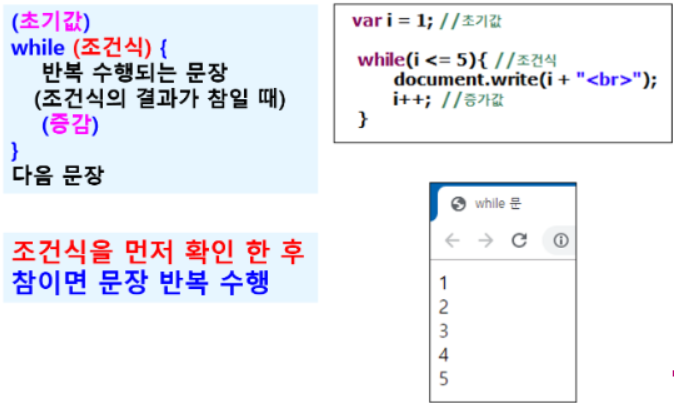 (초기값)
while (조건식) {
반복 수행되는 문장
(조건식의 결과가 참일 때)
(증감)
}
다음 문장
조건식을 먼저 확인 한 후
참이면 문장 반복 수행
var i = 1; //초기값
while(i <= 5){ //조건식
document.write(i + "<br>");
i++; //증가값
}
while 문
1
2
3
4
5